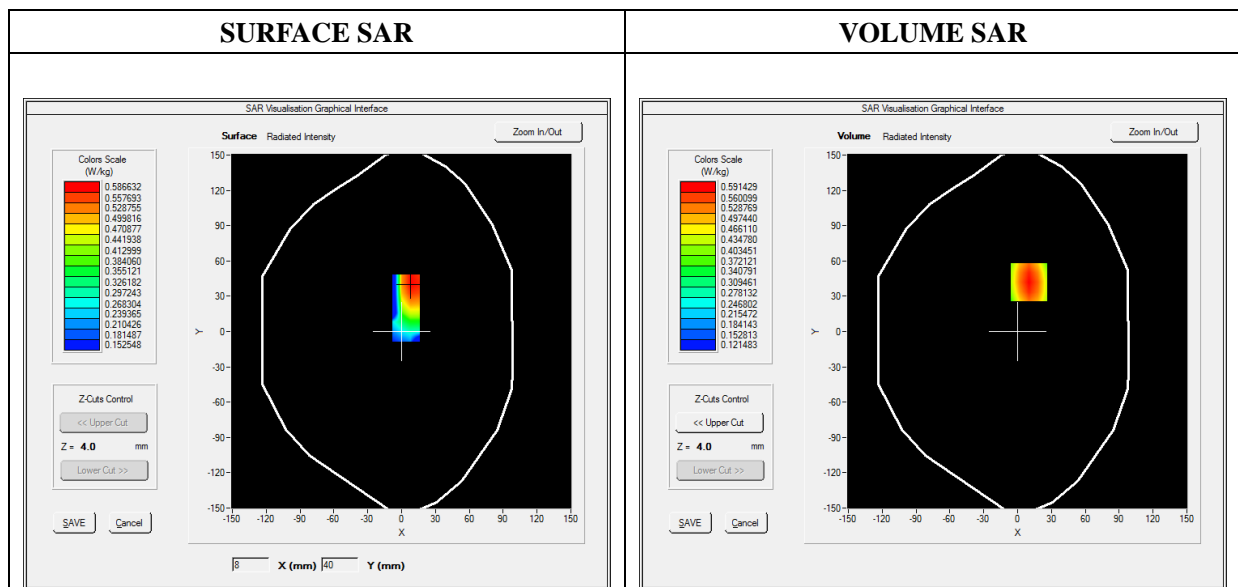 SURFACE SAR
VOLUME SAR
SAR Visualisation Graphical Interface
Surface Radiated Intensity
Zoom In/Out
Colors Scale
(W/kg)
0.586632
0.557693
0.528755
0.499816
0.470877
0.441938
0.412999
0.384060
0.355121
0.326182
0.297243
0.268304
0.239365
0.210426
0.181487
0.152548
Z-Cuts Control
<< Upper Cut
Z = 4.0 mm
Lower Cut >>
SAVE
Cancel
150
120
90
60
30
0
-30
-60
-90
-120
-150
Y
-150 -120 -90 -60 -30 0 30 60 90 120 150
X
8 X (mm) 40 Y (mm)
SAR Visualisation Graphical Interface
Volume Radiated Intensity
Zoom In/Out
Colors Scale
(W/kg)
0.591429
0.560099
0.528769
0.497440
0.466110
0.434780
0.403451
0.372121
0.340791
0.309461
0.278132
0.246802
0.215472
0.184143
0.152813
0.121483
Z-Cuts Control
<< Upper Cut
Z = 4.0 mm
Lower Cut >>
SAVE
Cancel
150
120
90
60
30
0
-30
-60
-90
-120
-150
Y
-150 -120 -90 -60 -30 0 30 60 90 120 150
X